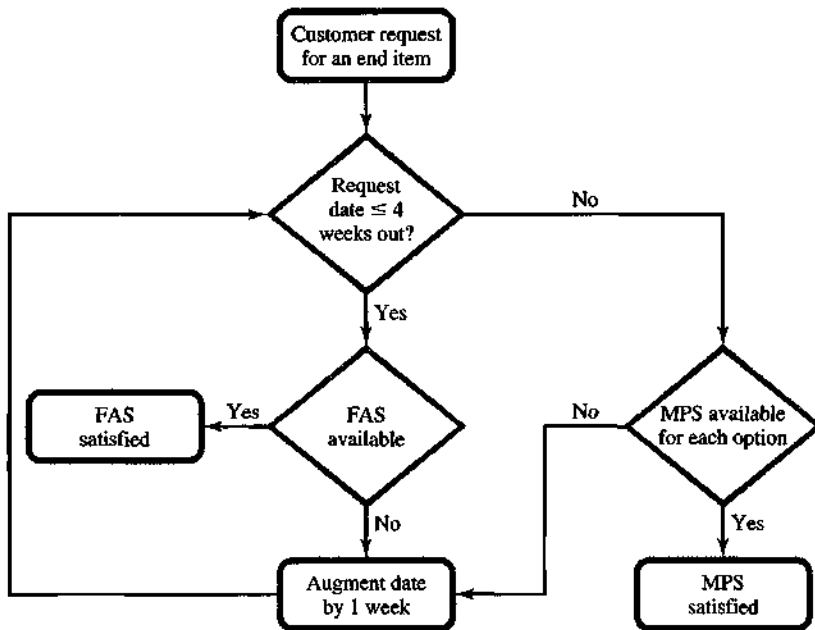 Customer request
for an end item
Request
date ≤ 4
weeks out?
No
Yes
FAS
satisfied
Yes
FAS
available
No
MPS available
for each option
No
Yes
Augment date
by 1 week
MPS
satisfied